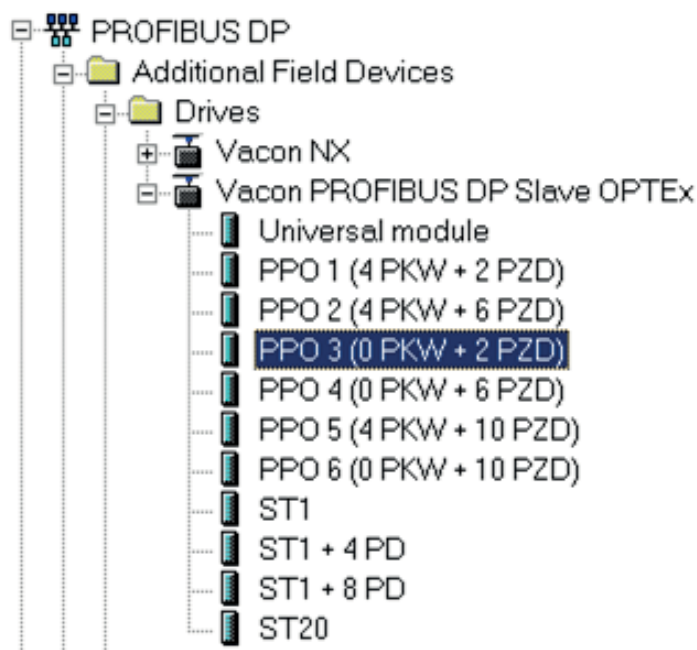 PROFIBUS DP
Additional Field Devices
Drives
Vacon NX
Vacon PROFIBUS DP Slave OPTEx
Universal module
PPO 1 (4 PKW + 2 PZD)
PPO 2 (4 PKW + 6 PZD)
PPO 3 (0 PKW + 2 PZD)
PPO 4 (0 PKW + 6 PZD)
PPO 5 (4 PKW + 10 PZD)
PPO 6 (0 PKW + 10 PZD)
ST1
ST1 + 4 PD
ST1 + 8 PD
ST20